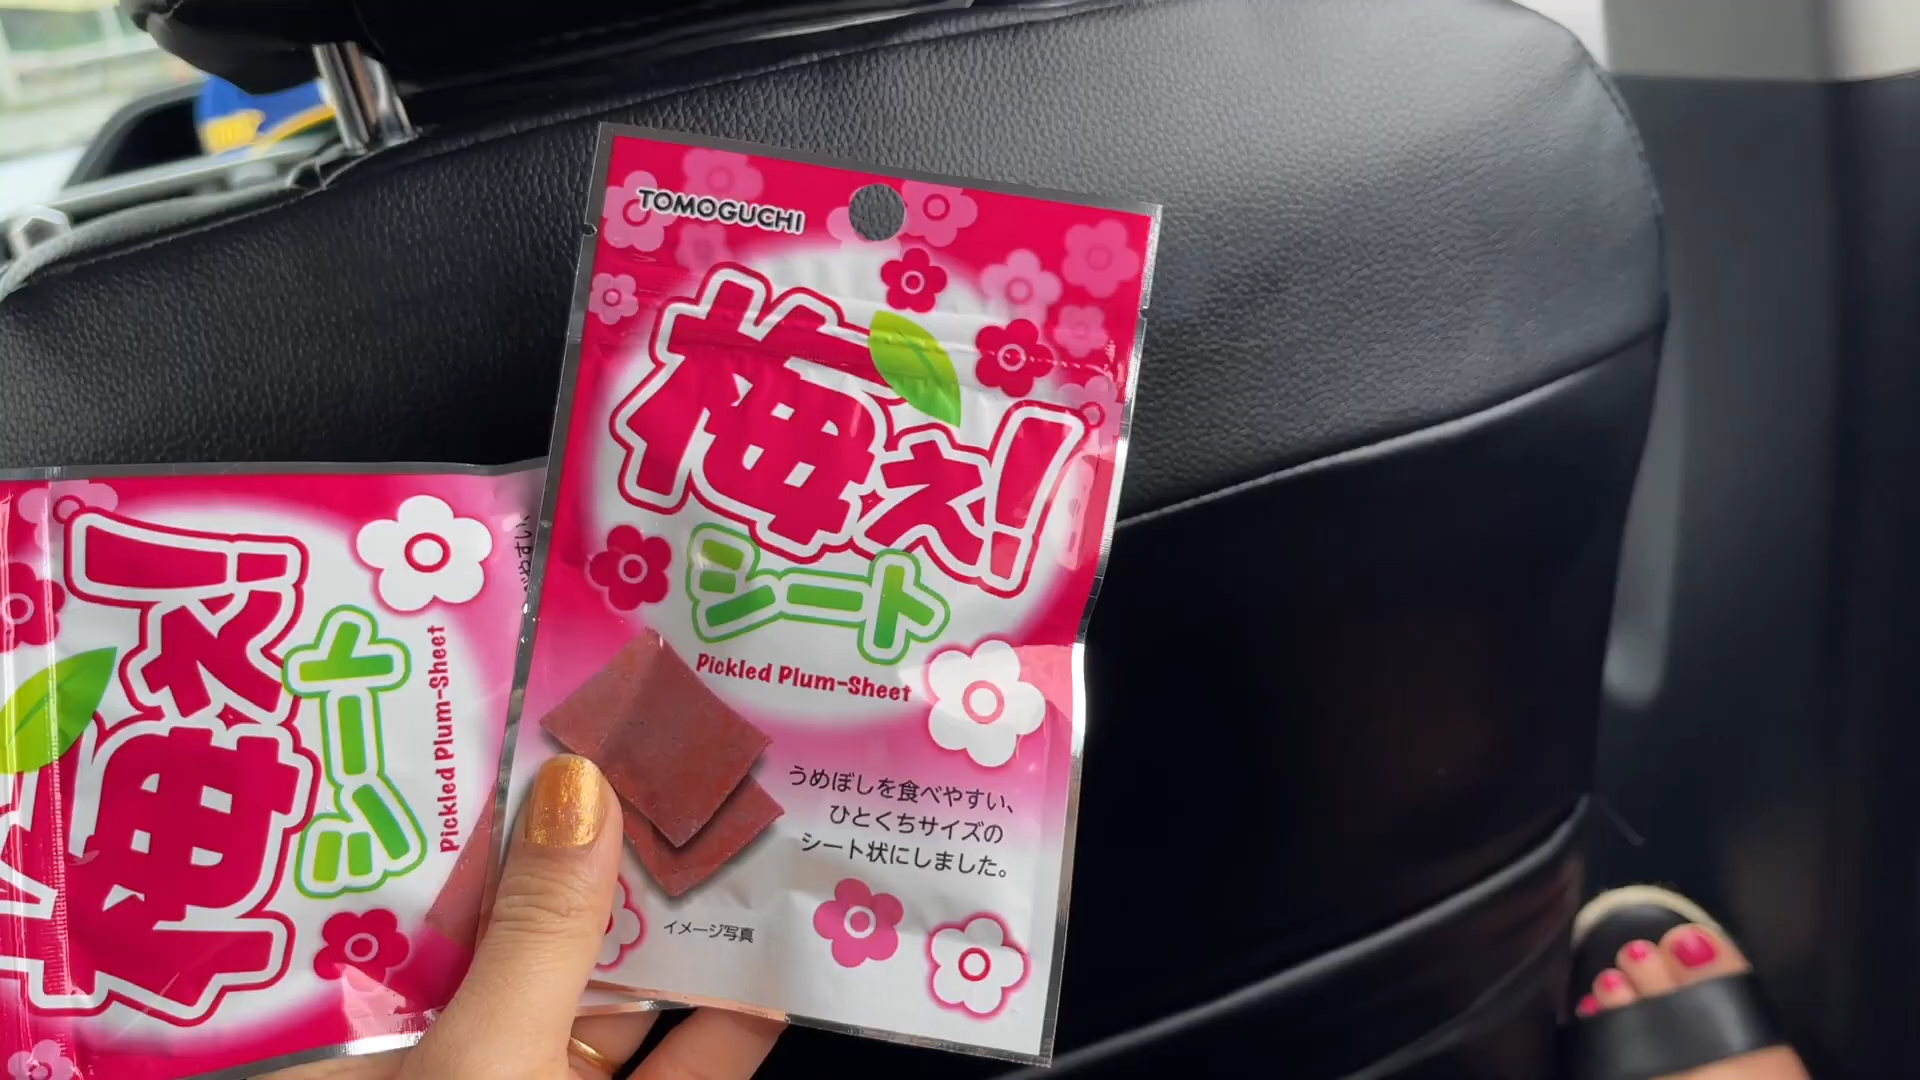 TOMOGUCHI
梅ぇ!
シート
Pickled Plum-Sheet
うめぼしを食べやすい、
ひとくちサイズの
シート状にしました。
イメージ写真
梅ぇ!
シート
Pickled Plum-Sheet